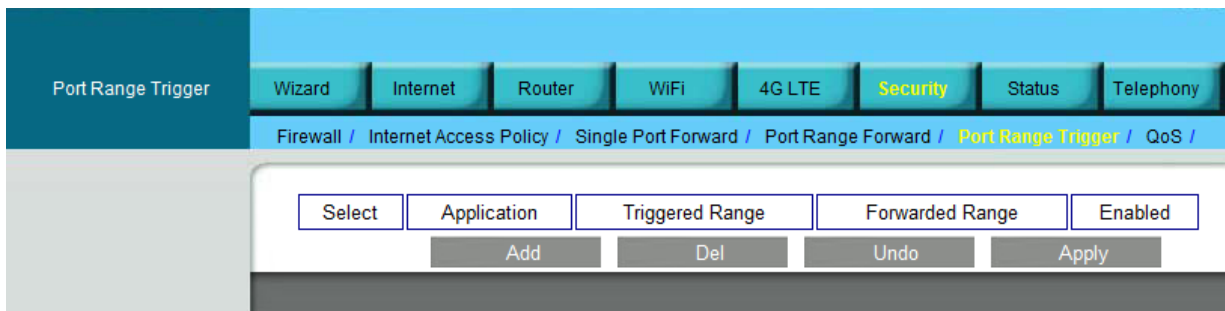 Port Range Trigger
Wizard Internet Router WiFi 4G LTE Security Status Telephony
Firewall / Internet Access Policy / Single Port Forward / Port Range Forward / Port Range Trigger / QoS /
Select Application Triggered Range Forwarded Range Enabled
Add Del Undo Apply